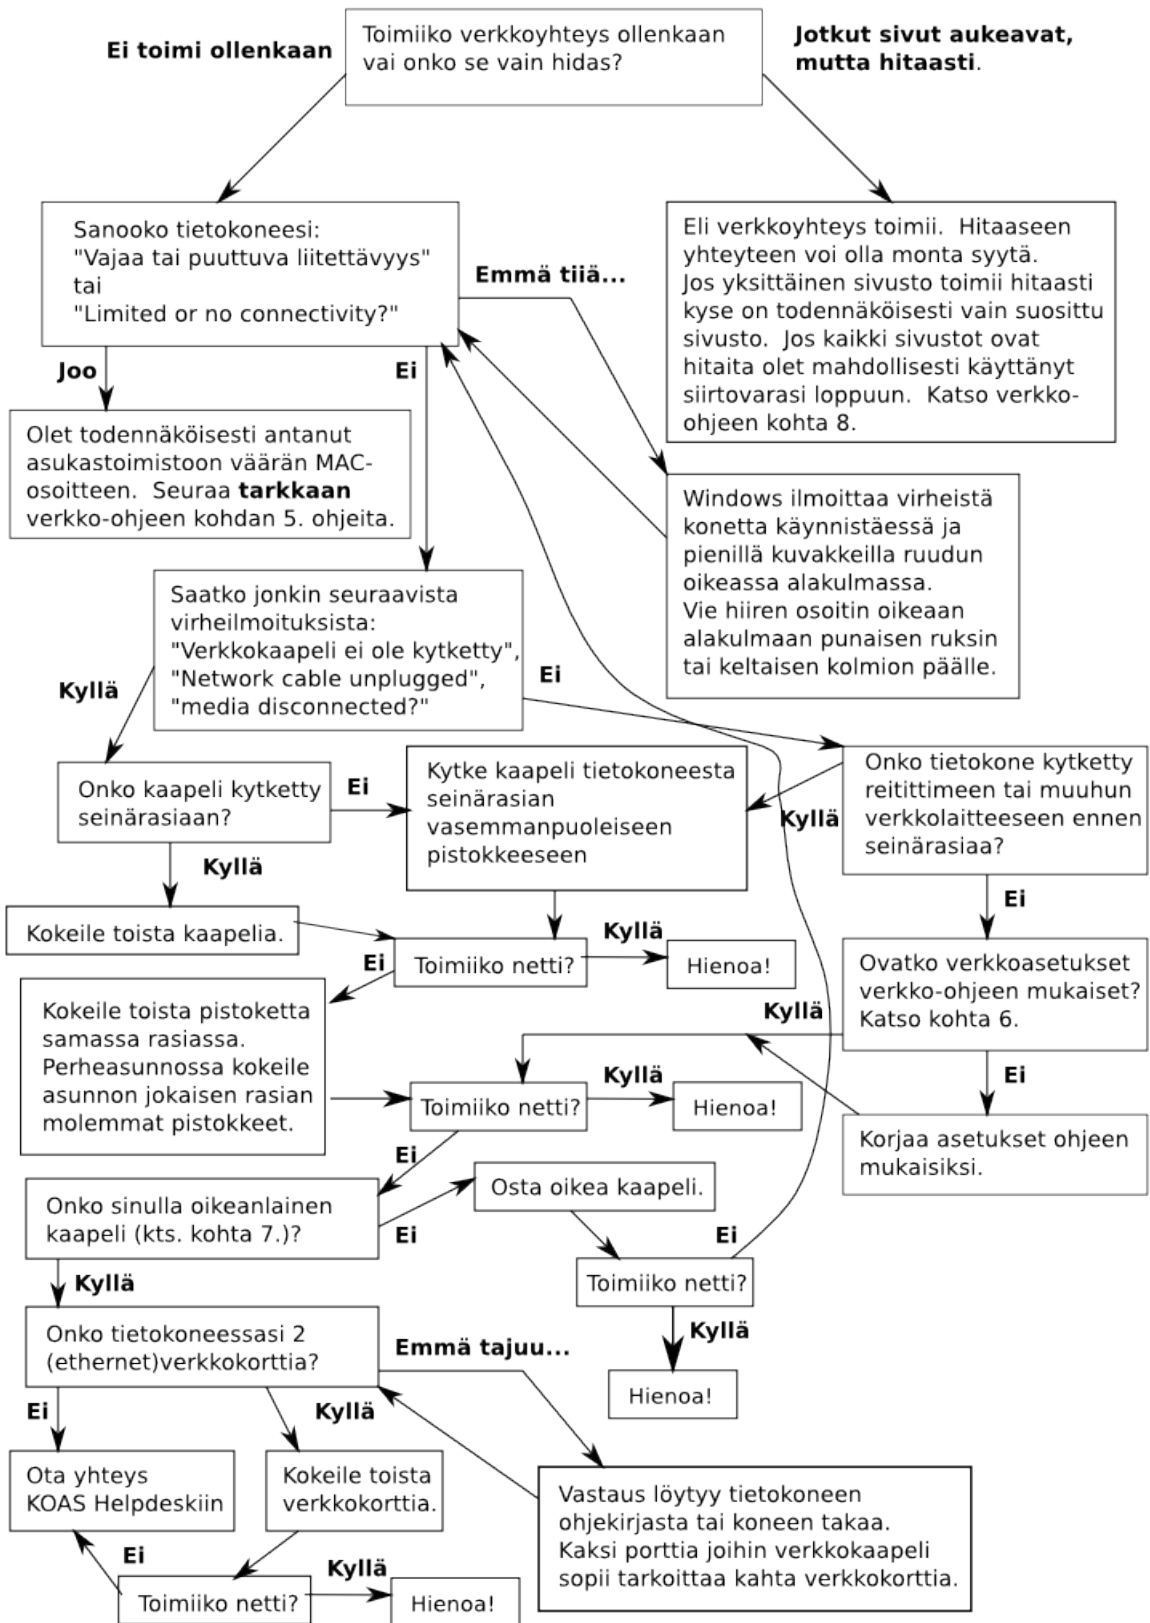 Ei toimi ollenkaan
Toimiiko verkkoyhteys ollenkaan
vai onko se vain hidas?
Jotkut sivut aukeavat,
mutta hitaasti.
Sanooko tietokoneesi:
"Vajaa tai puuttuva liitettävyys"
tai
"Limited or no connectivity?"
Emmä tiiä...
Eli verkkoyhteys toimii. Hitaaseen
yhteyteen voi olla monta syytä.
Jos yksittäinen sivusto toimii hitaasti
kyse on todennäköisesti vain suosittu
sivusto. Jos kaikki sivustot ovat
hitaita olet mahdollisesti käyttänyt
siirtovarasi loppuun. Katso verkko-
ohjeen kohta 8.
Joo
Ei
Olet todennäköisesti antanut
asukastoimistoon väärän MAC-
osoitteen. Seuraa tarkkaan
verkko-ohjeen kohdan 5. ohjeita.
Windows ilmoittaa virheistä
konetta käynnistäessä ja
pienillä kuvakkeilla ruudun
oikeassa alakulmassa.
Vie hiiren osoitin oikeaan
alakulmaan punaisen ruksin
tai keltaisen kolmion päälle.
Saatko jonkin seuraavista
virheilmoituksista:
"Verkkokaapeli ei ole kytketty",
"Network cable unplugged",
"media disconnected?"
Kyllä
Ei
Onko kaapeli kytketty
seinärasiaan?
Ei
Kytke kaapeli tietokoneesta
seinärasian
vasemmanpuoleiseen
pistokkeeseen
Kyllä
Onko tietokone kytketty
reitittimeen tai muuhun
verkkolaitteeseen ennen
seinärasiaa?
Kyllä
Ei
Kokeile toista kaapelia.
Toimiiko netti?
Kyllä
Hienoa!
Ei
Ovatko verkkoasetukset
verkko-ohjeen mukaiset?
Katso kohta 6.
Kyllä
Ei
Kokeile toista pistoketta
samassa rasiassa.
Perheasunnossa kokeile
asunnon jokaisen rasian
molemmat pistokkeet.
Toimiiko netti?
Kyllä
Hienoa!
Korjaa asetukset ohjeen
mukaisiksi.
Ei
Onko sinulla oikeanlainen
kaapeli (kts. kohta 7.)?
Ei
Osta oikea kaapeli.
Ei
Toimiiko netti?
Kyllä
Hienoa!
Kyllä
Onko tietokoneessasi 2
(ethernet)verkkokorttia?
Emmä tajuu...
Ei
Kyllä
Ota yhteys
KOAS Helpdeskiin
Kokeile toista
verkkokorttia.
Vastaus löytyy tietokoneen
ohjekirjasta tai koneen takaa.
Kaksi porttia joihin verkkokaapeli
sopii tarkoittaa kahta verkkokorttia.
Ei
Toimiiko netti?
Kyllä
Hienoa!